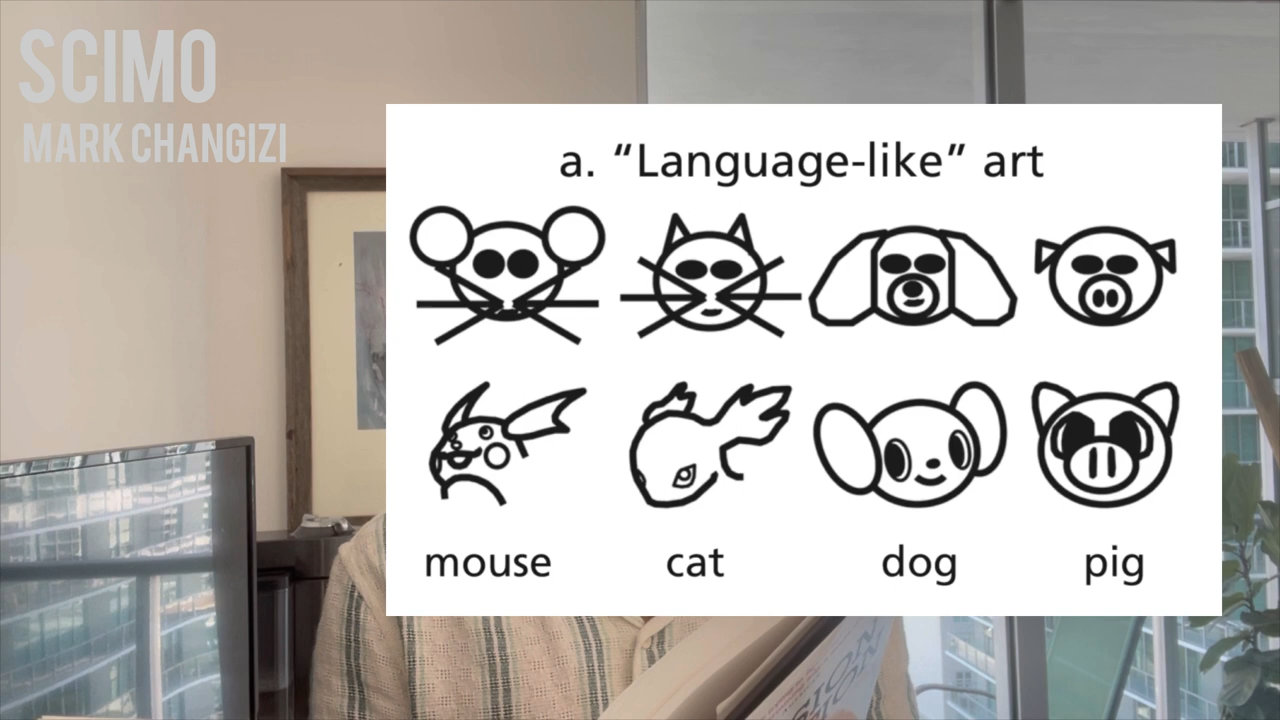 SCIMO
MARK CHANGIZI
a. “Language-like” art
mouse cat dog pig